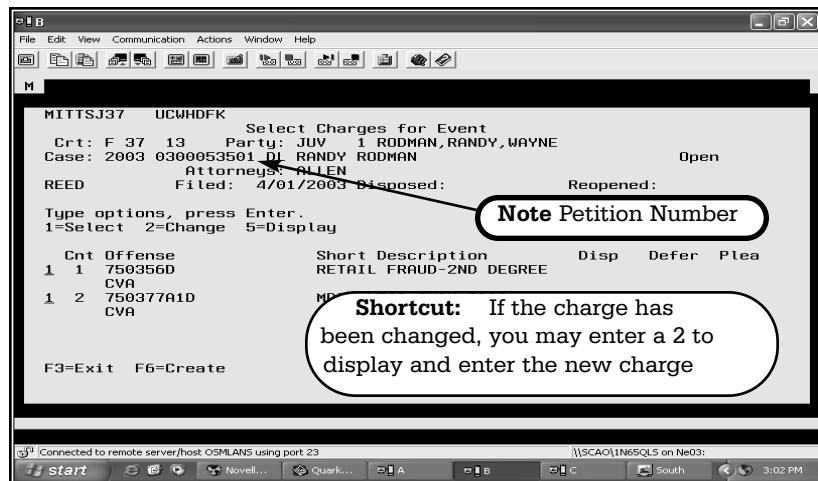 B
File Edit View Communication Actions Window Help
M
MITTSJ37 UCWHDFK
Select Charges for Event
Crt: F 37 13 Party: JUV 1 RODMAN,RANDY,WAYNE
Case: 2003 0300053501 DL RANDY RODMAN Open
Attorneys: ALLEN
REED Filed: 4/01/2003 Disposed: Reopened:
Note Petition Number
Type options, press Enter.
1=Select 2=Change 5=Display
Cnt Offense Short Description Disp Defer Plea
1 1 750356D RETAIL FRAUD-2ND DEGREE
CVA
1 2 750377A1D
CVA
Shortcut: If the charge has
been changed, you may enter a 2 to
display and enter the new charge
F3=Exit F6=Create
Connected to remote server/host OSMLANS using port 23 \\SCAO\1N65QLS on Ne03:
start Novell... Quark... A B C South 3:02 PM